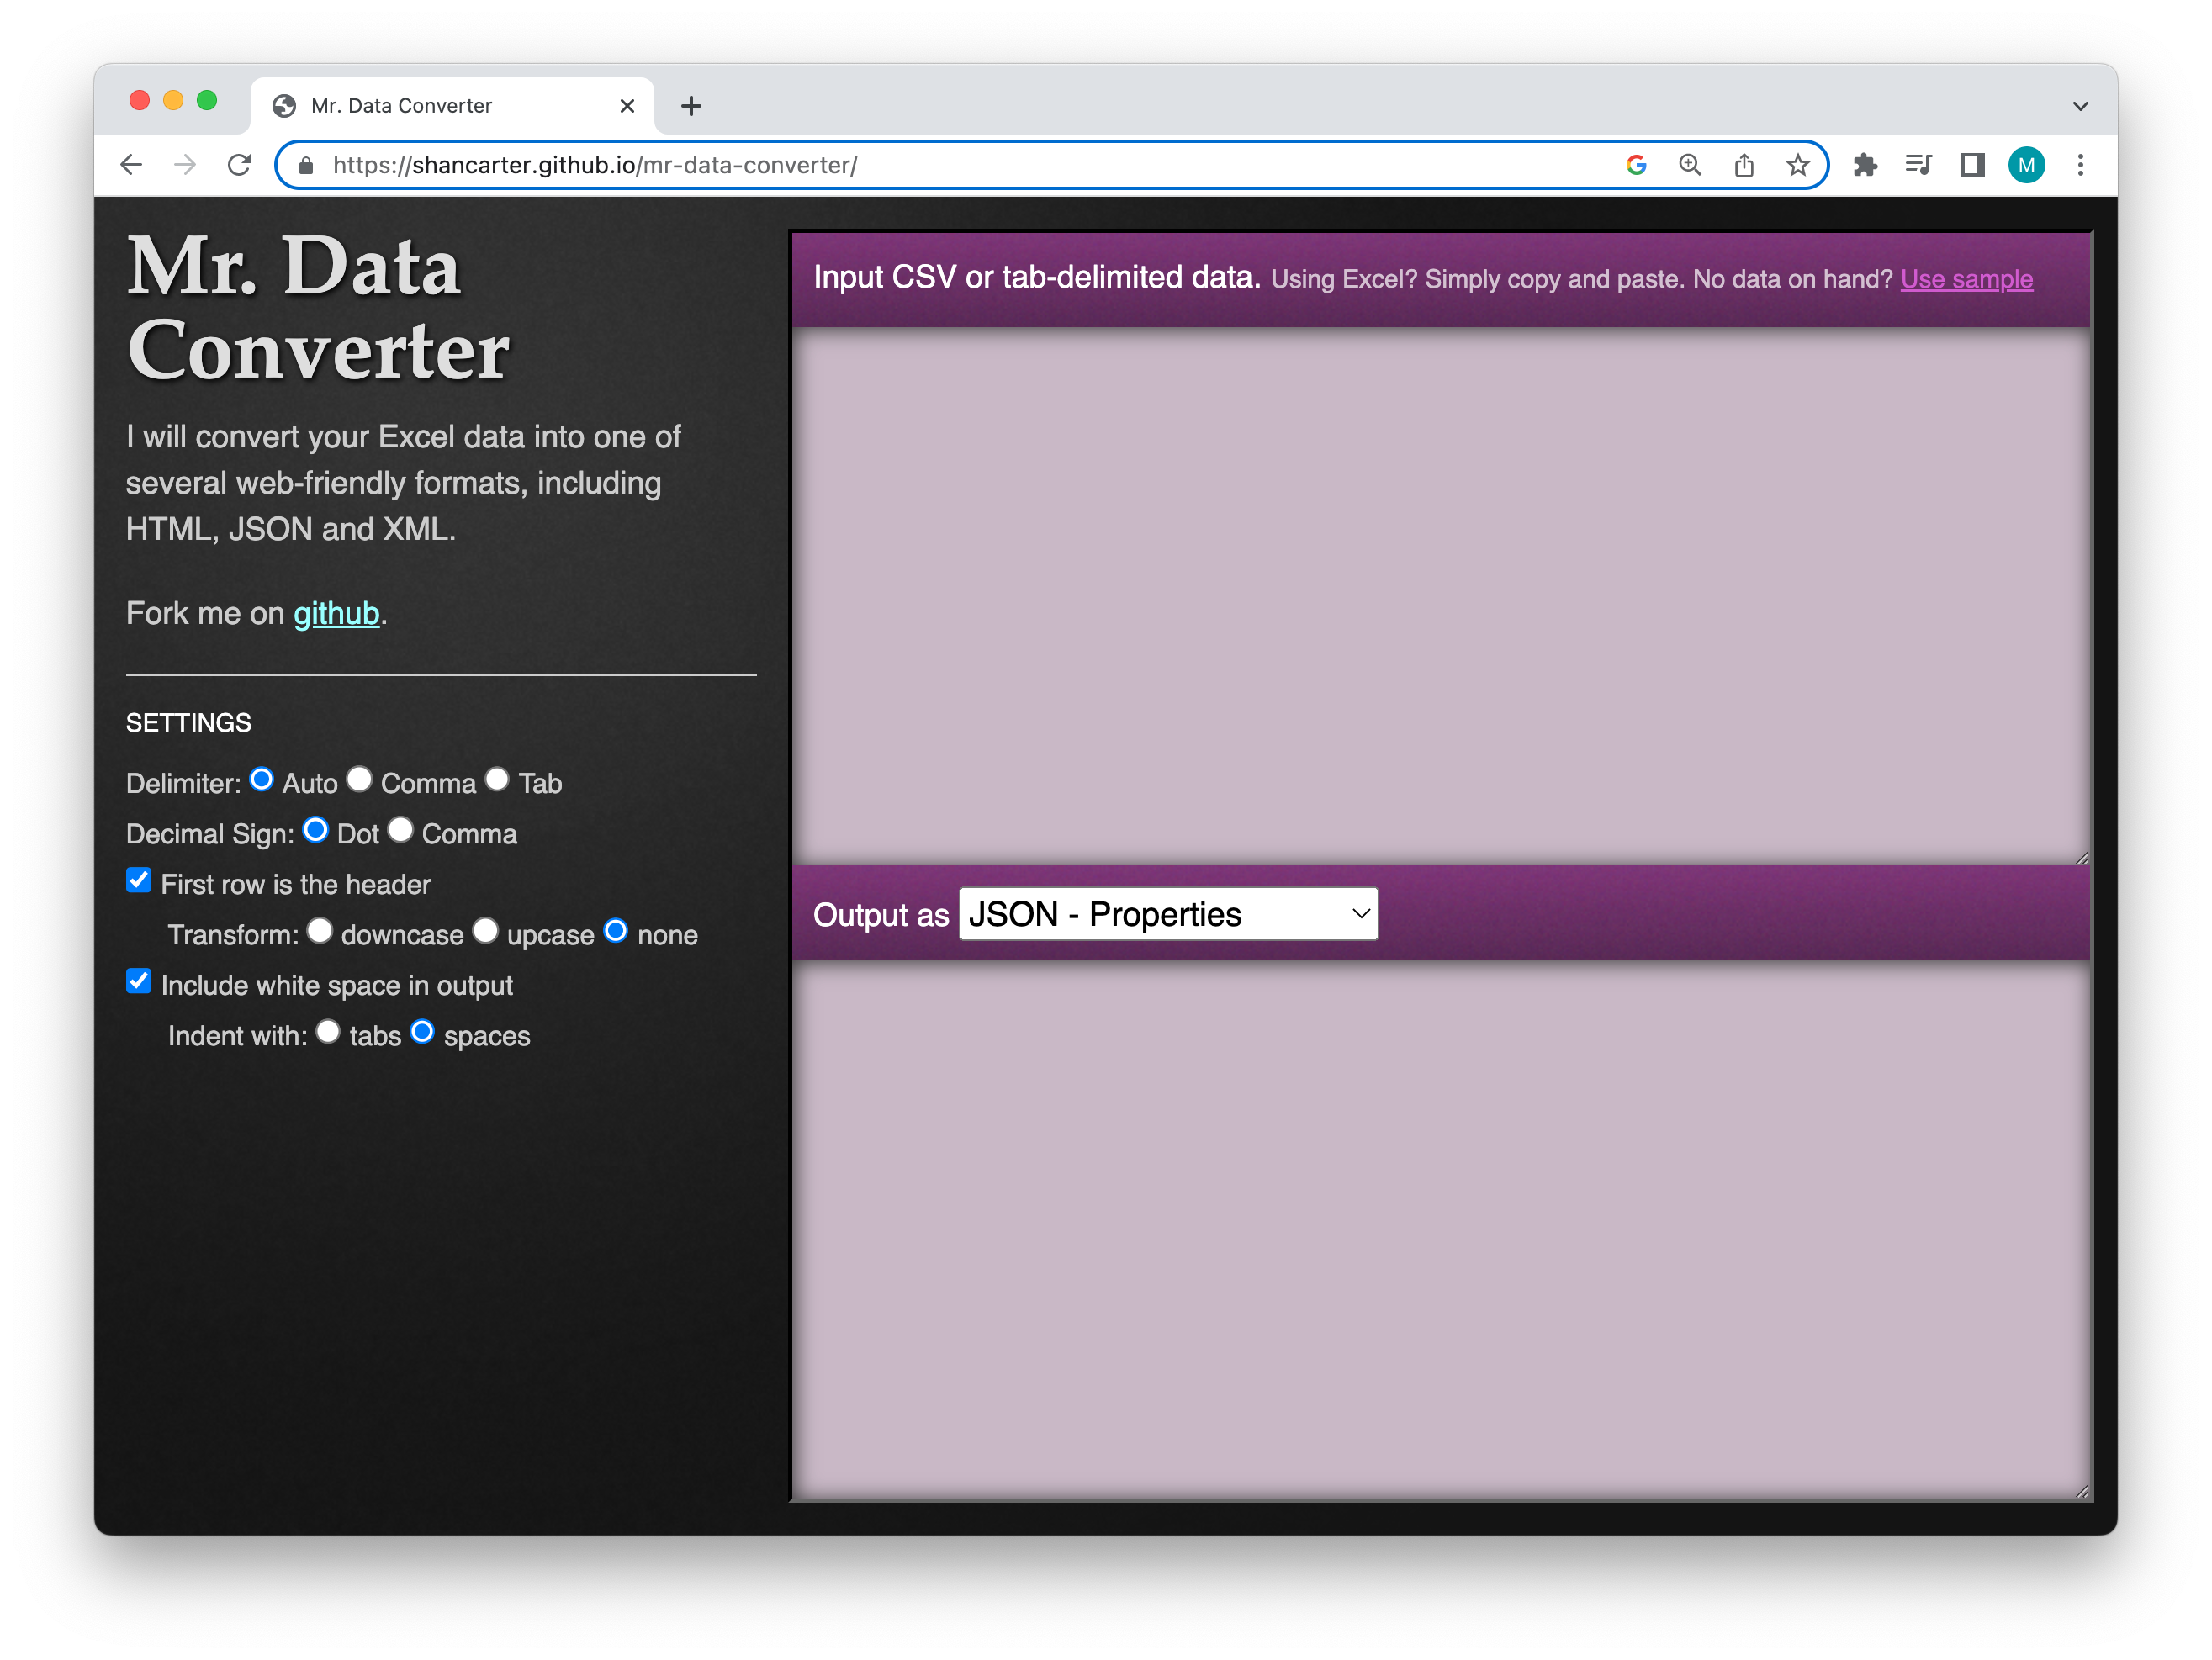 Mr. Data Converter
https://shancarter.github.io/mr-data-converter/
M
Mr. Data
Converter
I will convert your Excel data into one of
several web-friendly formats, including
HTML, JSON and XML.
Fork me on github.
SETTINGS
Delimiter: Auto Comma Tab
Decimal Sign: Dot Comma
First row is the header
Transform: downcase upcase none
Include white space in output
Indent with: tabs spaces
Input CSV or tab-delimited data. Using Excel? Simply copy and paste. No data on hand? Use sample
Output as JSON - Properties